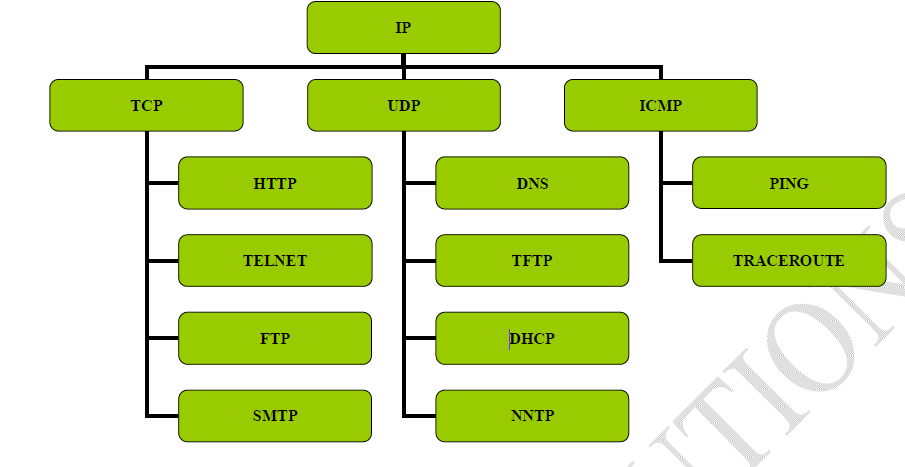 IP
TCP
UDP
ICMP
HTTP
DNS
PING
TELNET
TFTP
TRACEROUTE
FTP
DHCP
SMTP
NNTP